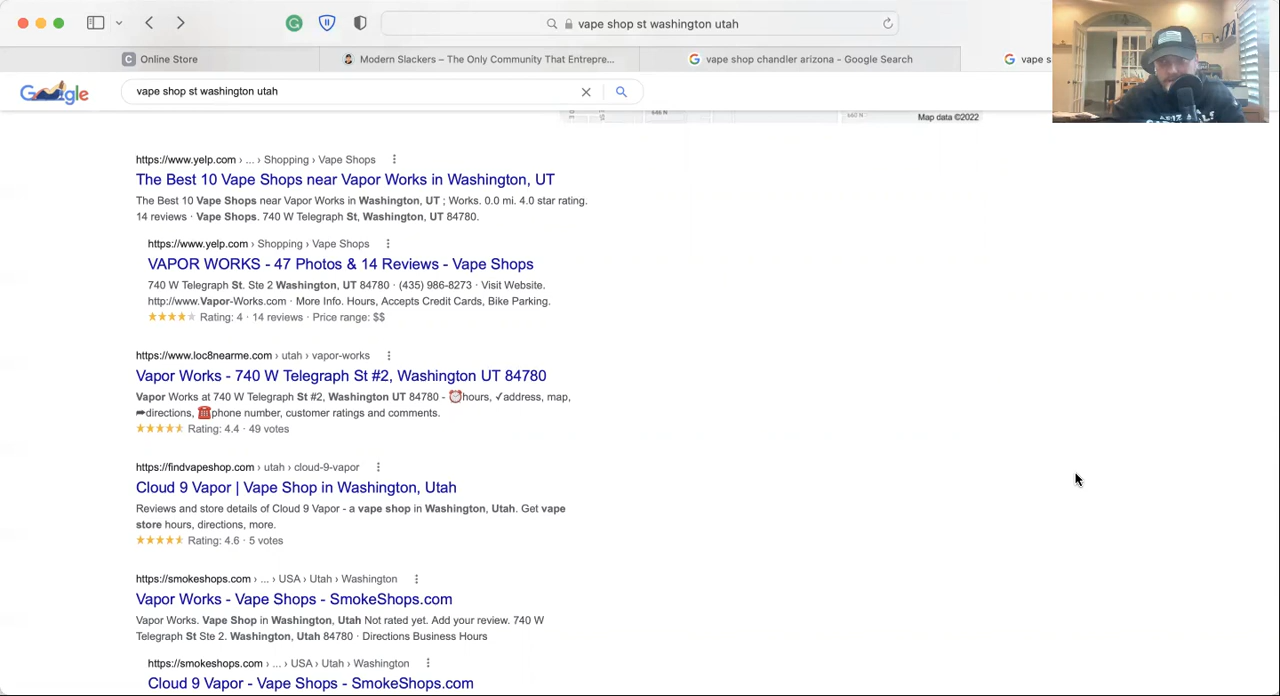 vape shop st washington utah
Online Store
Modern Slackers – The Only Community That Entrepre...
vape shop chandler arizona - Google Search
vape s
Google
vape shop st washington utah
Map data ©2022
https://www.yelp.com › ... › Shopping › Vape Shops
The Best 10 Vape Shops near Vapor Works in Washington, UT
The Best 10 Vape Shops near Vapor Works in Washington, UT ; Works. 0.0 mi. 4.0 star rating.
14 reviews · Vape Shops. 740 W Telegraph St, Washington, UT 84780.
https://www.yelp.com › Shopping › Vape Shops
VAPOR WORKS - 47 Photos & 14 Reviews - Vape Shops
740 W Telegraph St. Ste 2 Washington, UT 84780 · (435) 986-8273 · Visit Website.
http://www.Vapor-Works.com · More Info. Hours, Accepts Credit Cards, Bike Parking.
★★★★★ Rating: 4 · 14 reviews · Price range: $$
https://www.loc8nearme.com › utah › vapor-works
Vapor Works - 740 W Telegraph St #2, Washington UT 84780
Vapor Works at 740 W Telegraph St #2, Washington UT 84780 - ⏰hours, ✓address, map,
➦directions, ☎phone number, customer ratings and comments.
★★★★★ Rating: 4.4 · 49 votes
https://findvapeshop.com › utah › cloud-9-vapor
Cloud 9 Vapor | Vape Shop in Washington, Utah
Reviews and store details of Cloud 9 Vapor - a vape shop in Washington, Utah. Get vape
store hours, directions, more.
★★★★★ Rating: 4.6 · 5 votes
https://smokeshops.com › ... › USA › Utah › Washington
Vapor Works - Vape Shops - SmokeShops.com
Vapor Works. Vape Shop in Washington, Utah Not rated yet. Add your review. 740 W
Telegraph St Ste 2. Washington, Utah 84780 · Directions Business Hours
https://smokeshops.com › ... › USA › Utah › Washington
Cloud 9 Vapor - Vape Shops - SmokeShops.com